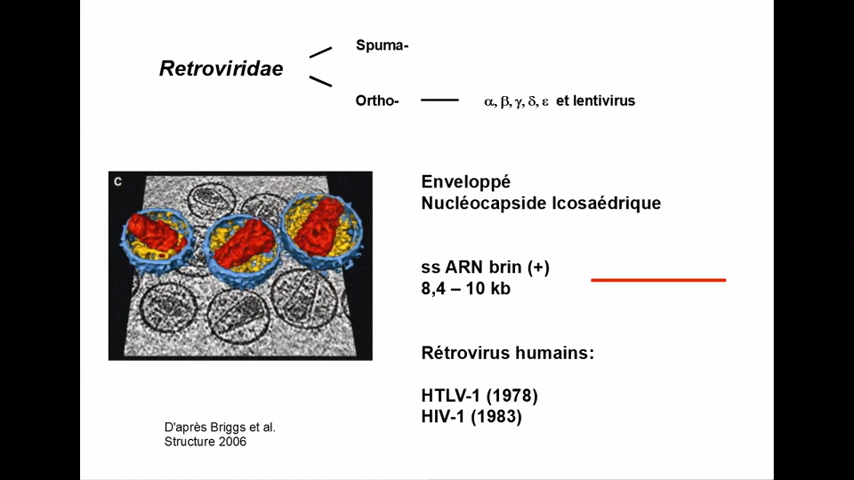 Retroviridae
Spuma-
Ortho-
α, β, γ, δ, ε et lentivirus
C
Enveloppé
Nucléocapside Icosaédrique
ss ARN brin (+)
8,4 – 10 kb
Rétrovirus humains:
HTLV-1 (1978)
HIV-1 (1983)
D'après Briggs et al.
Structure 2006